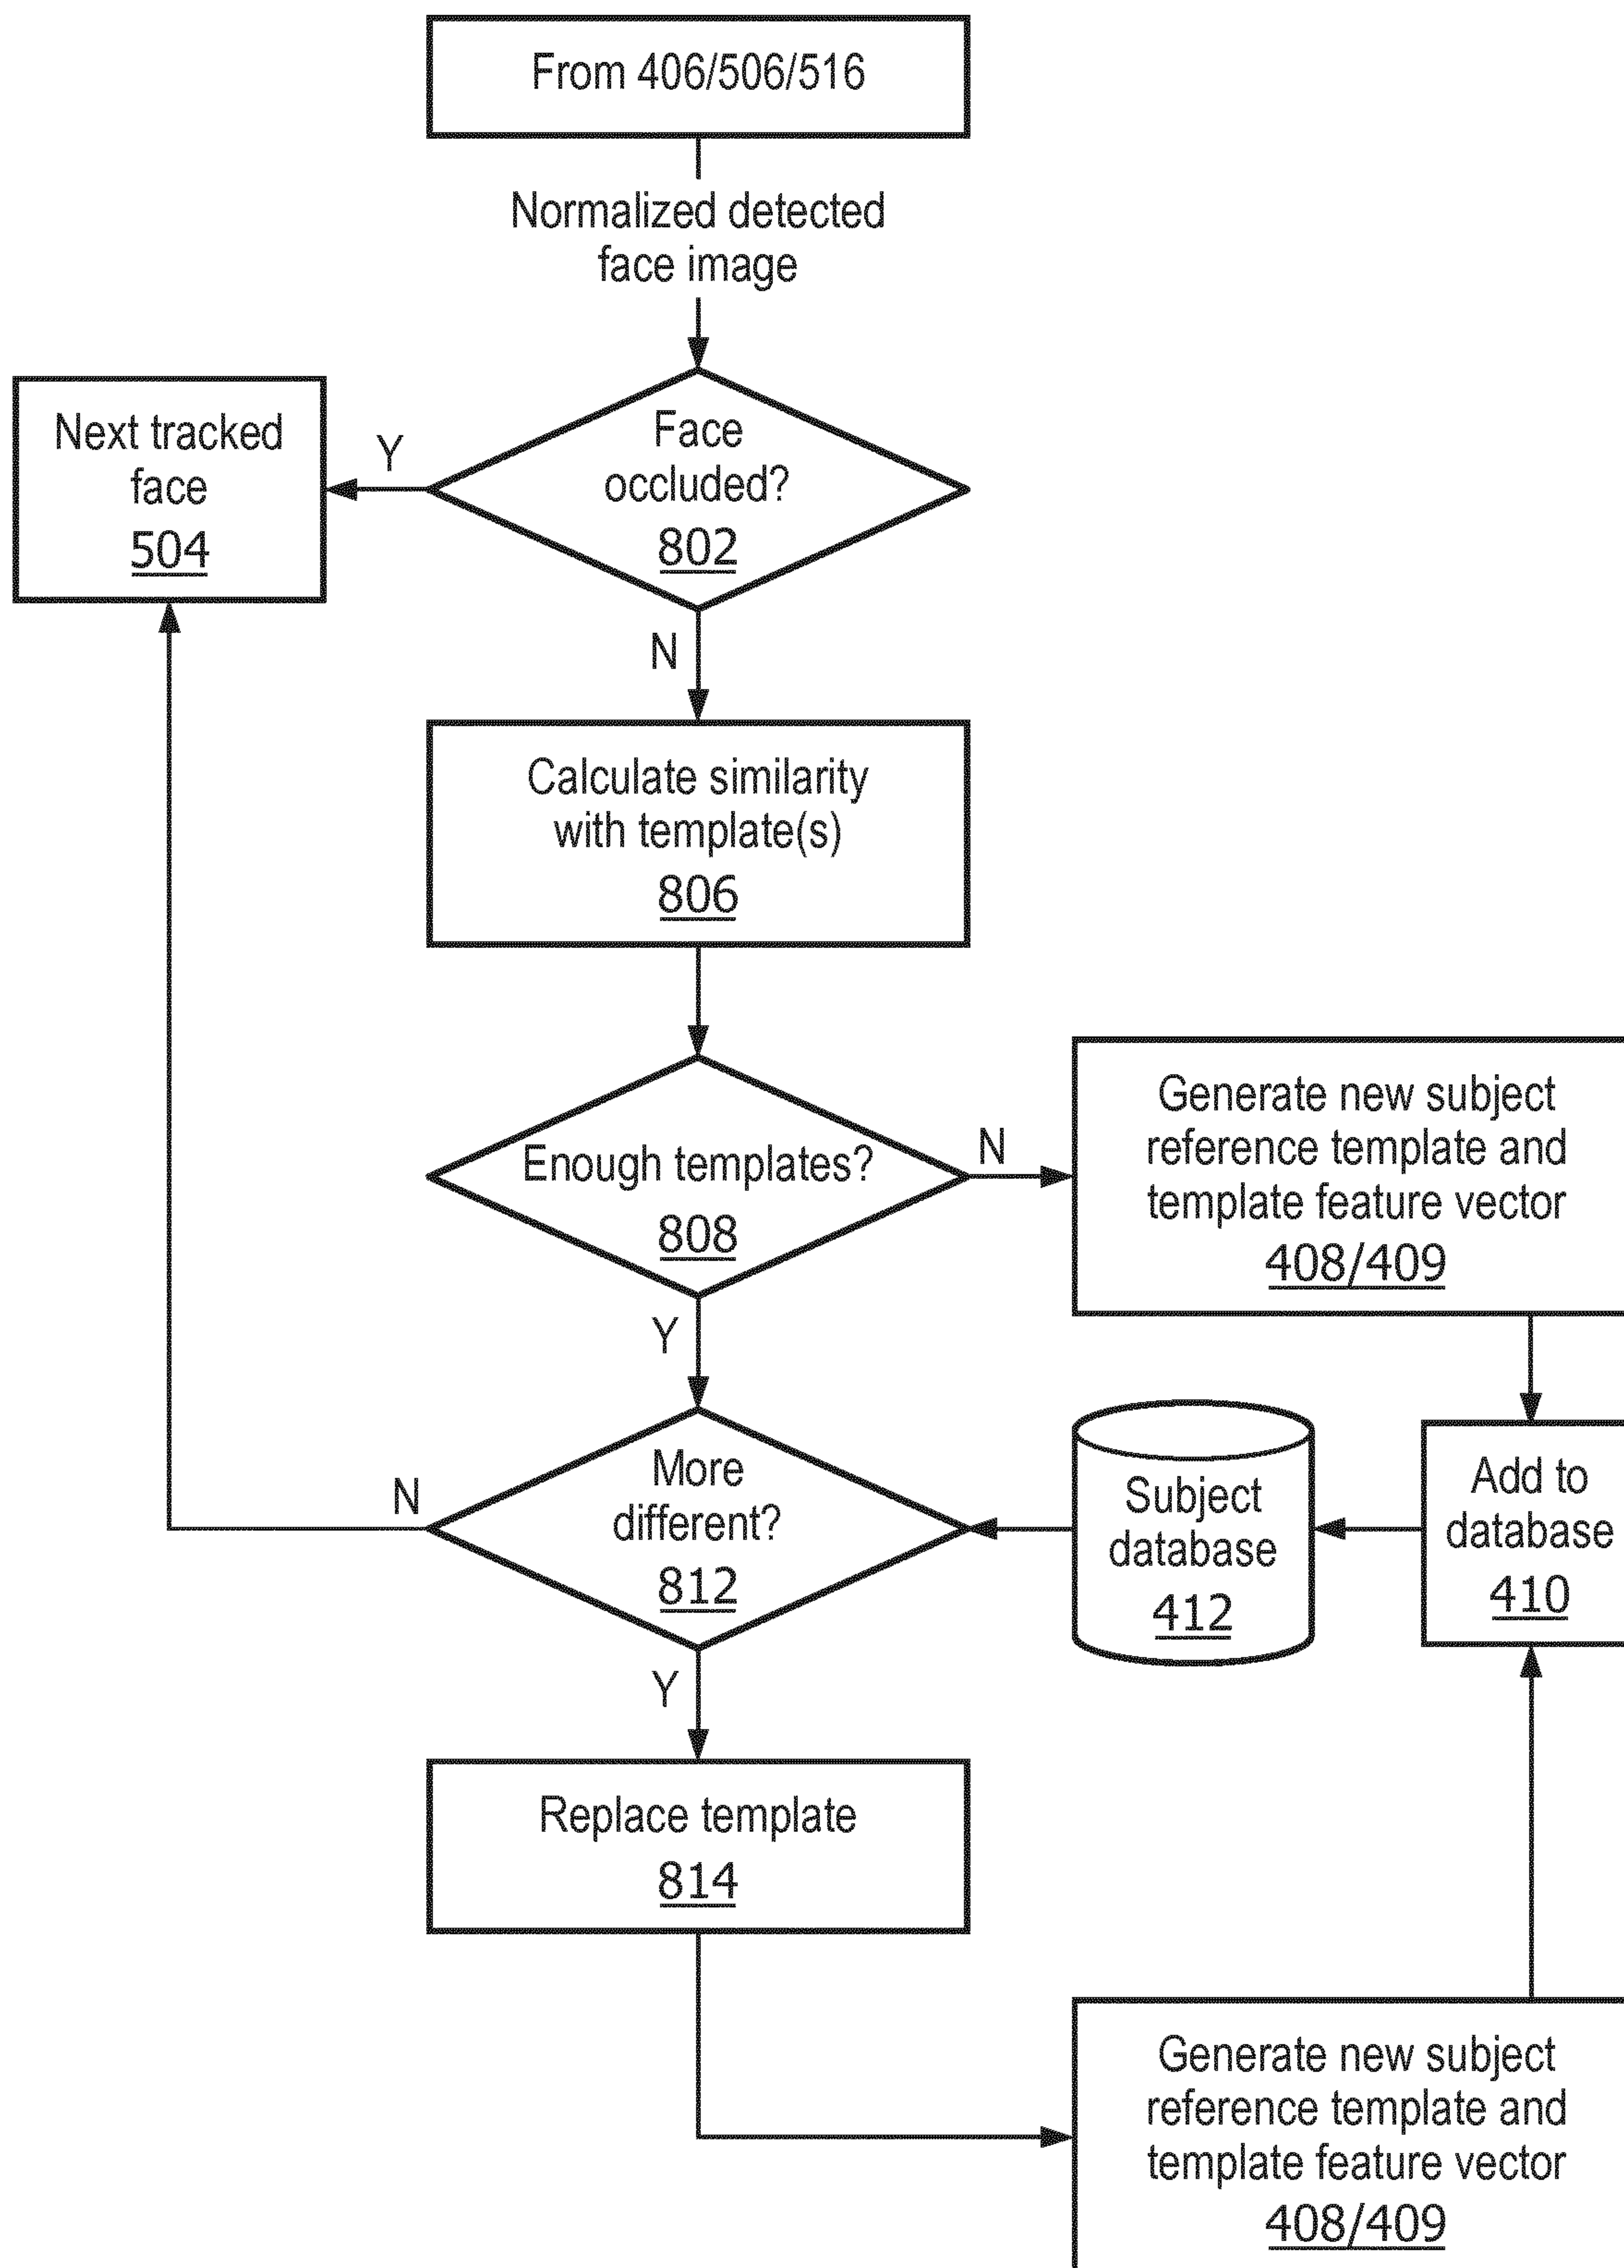 From 406/506/516
Normalized detected
face image
Next tracked
face
504
Y
Face
occluded?
802
N
Calculate similarity
with template(s)
806
Enough templates?
808
N
Generate new subject
reference template and
template feature vector
408/409
Y
N
More
different?
812
Subject
database
412
Add to
database
410
Y
Replace template
814
Generate new subject
reference template and
template feature vector
408/409